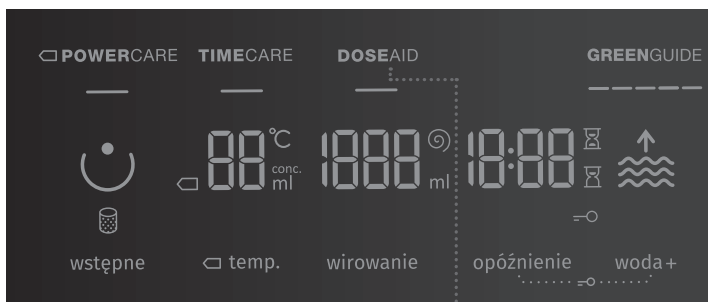 POWERCARE TIMECARE DOSEAID GREENGUIDE
88 °C 1888 18:88
conc.
ml ml
wstępne temp. wirowanie opóźnienie woda+